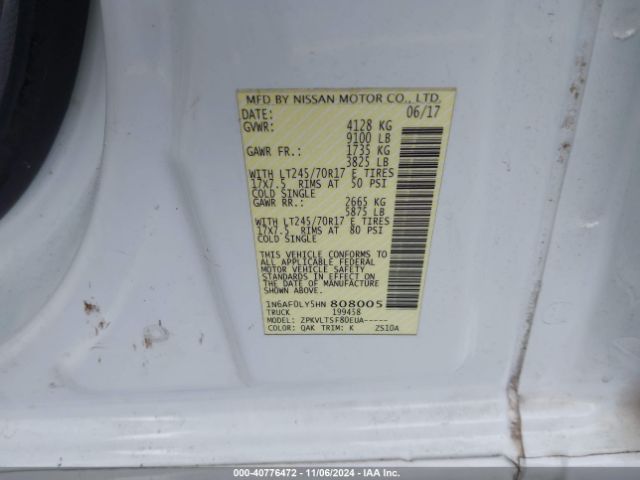 MFD BY NISSAN MOTOR CO., LTD.
DATE: 06/17
GVWR: 4128 KG
9100 LB
GAWR FR.: 1735 KG
3825 LB
WITH LT245/70R17 E TIRES
17X7.5 RIMS AT 50 PSI
COLD SINGLE
GAWR RR.: 2665 KG
5875 LB
WITH LT245/70R17 E TIRES
17X7.5 RIMS AT 80 PSI
COLD SINGLE
THIS VEHICLE CONFORMS TO
ALL APPLICABLE FEDERAL
MOTOR VEHICLE SAFETY
STANDARDS IN EFFECT ON
THE DATE OF MANUFACTURE
SHOWN ABOVE.
1N6AF0LY5HN 808005
TRUCK 199458
MODEL: ZPKVLTSF80EUA-----
COLOR: QAK TRIM: K ZS10A
000-40776472 - 11/06/2024 - IAA Inc.